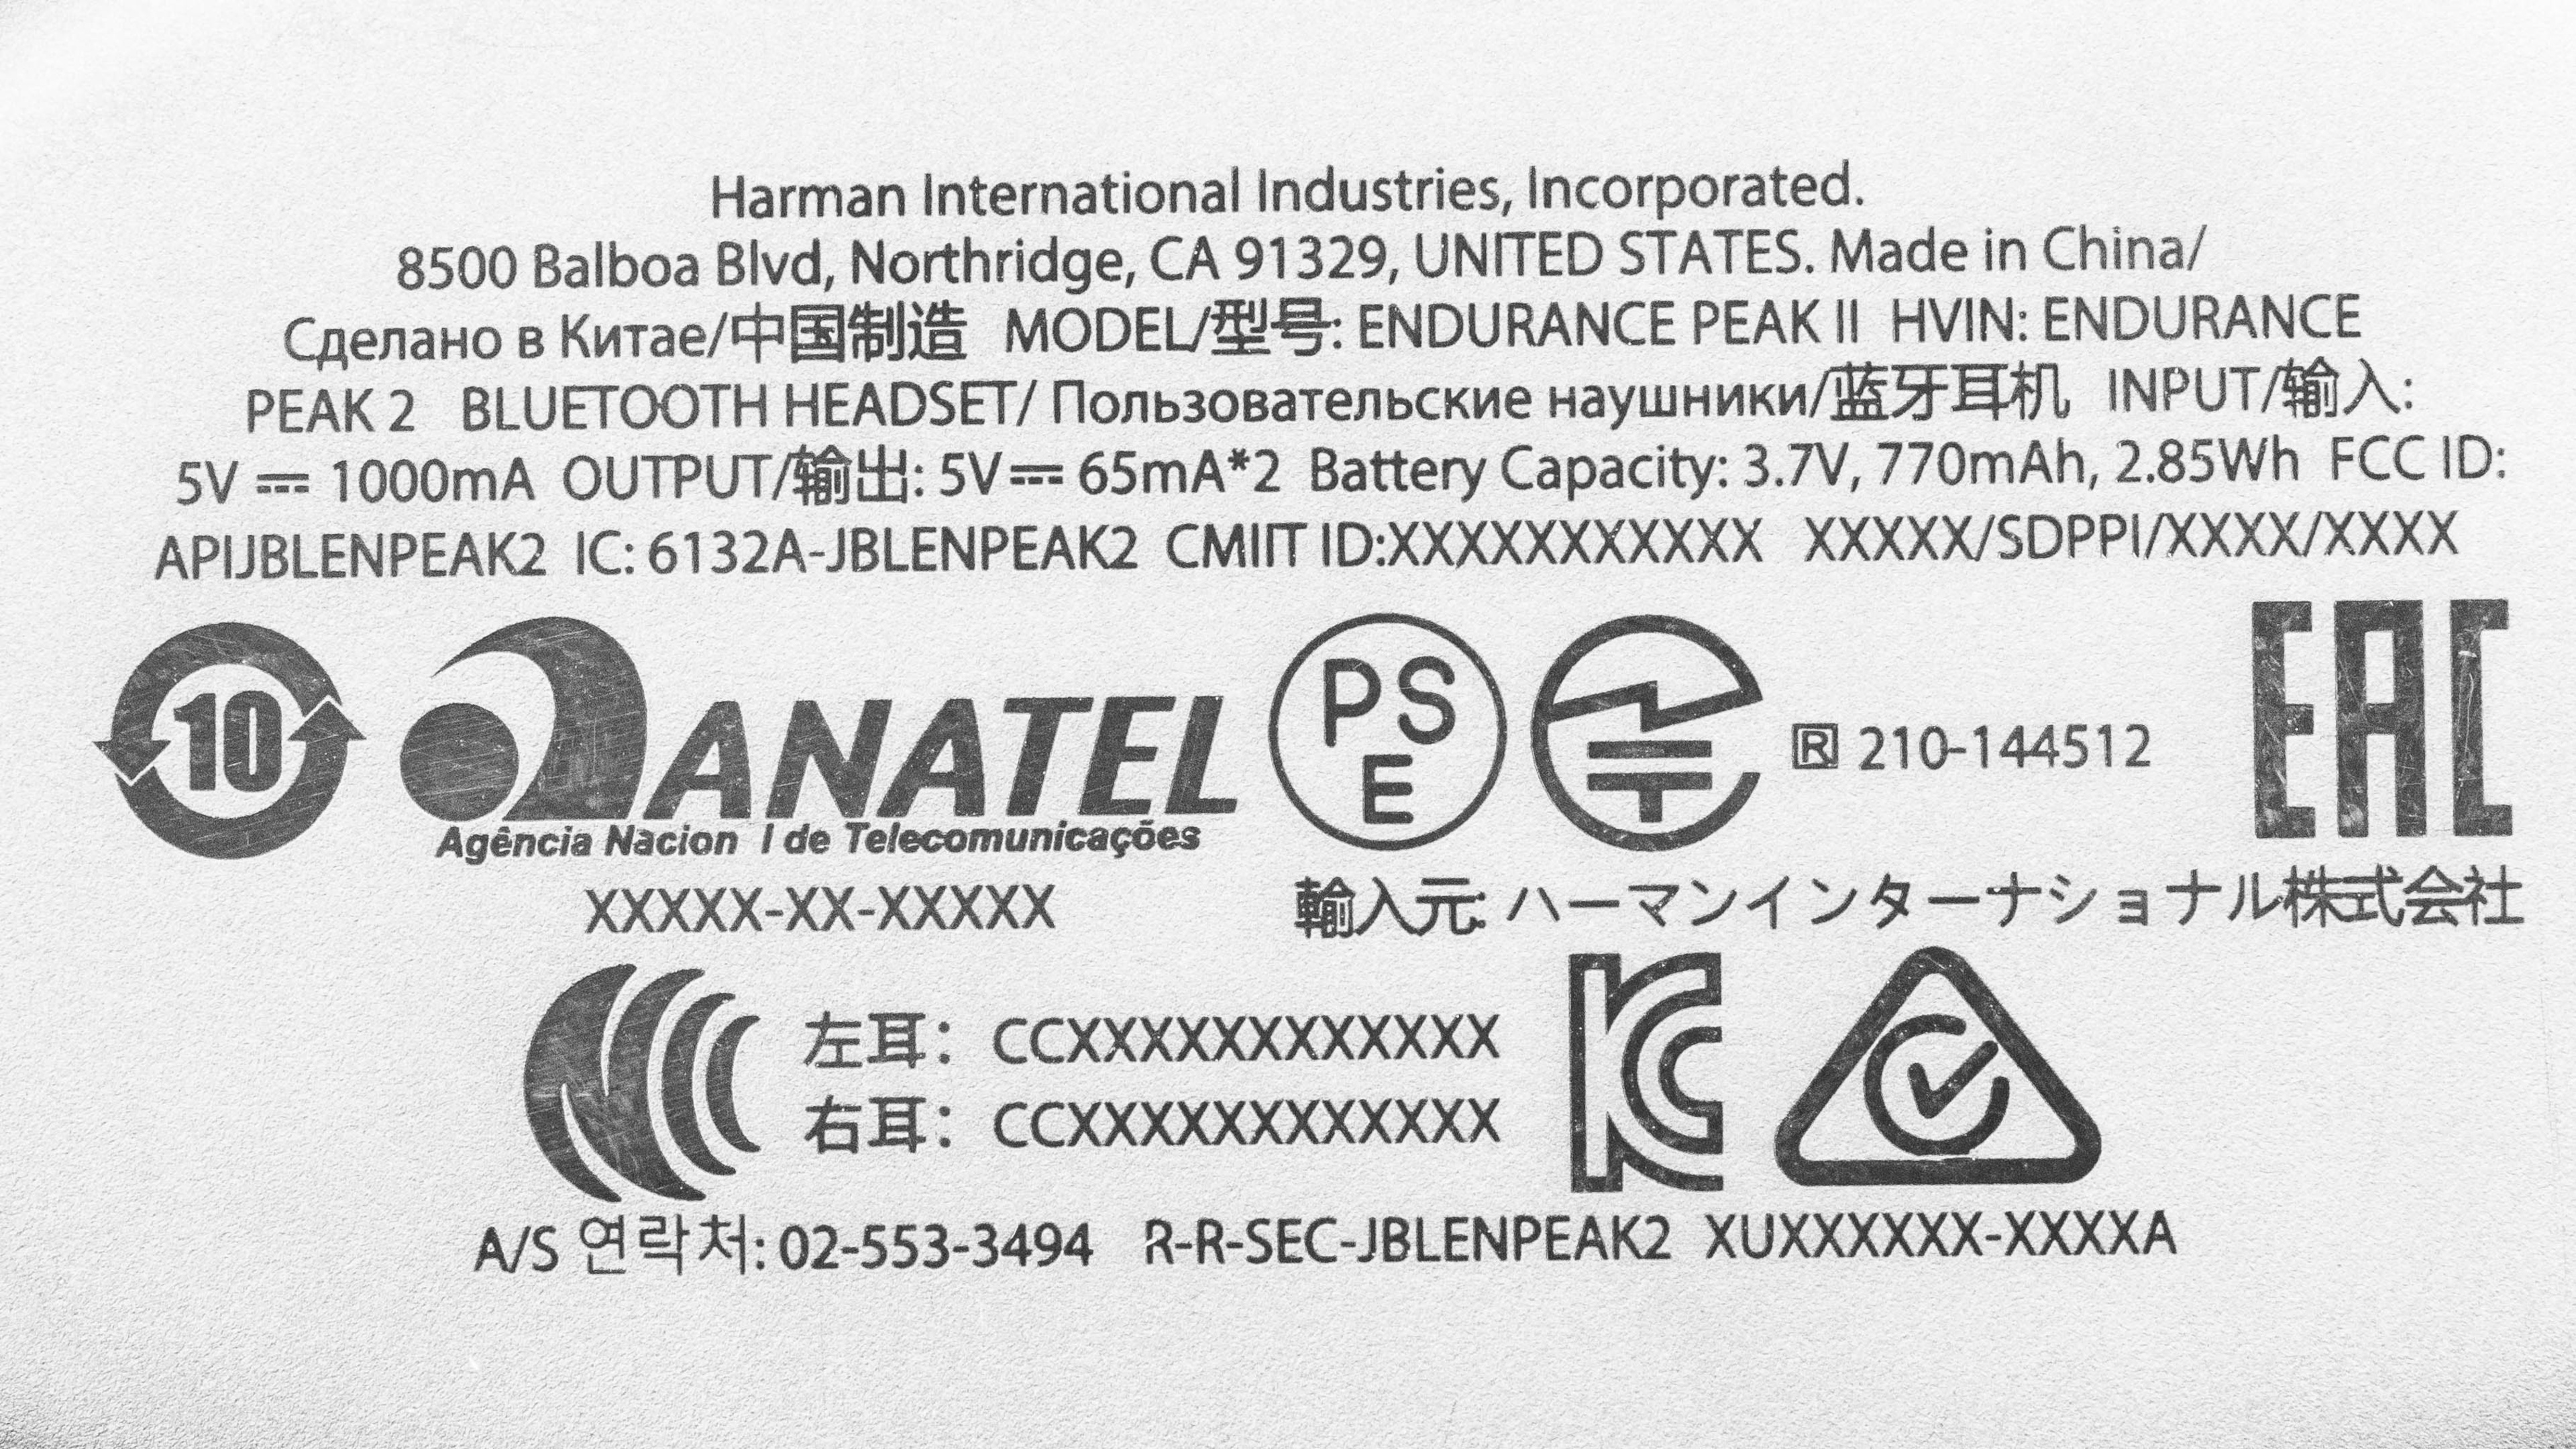 Harman International Industries, Incorporated.
8500 Balboa Blvd, Northridge, CA 91329, UNITED STATES. Made in China/
Сделано в Китае/中国制造 MODEL/型号: ENDURANCE PEAK II HVIN: ENDURANCE
PEAK 2 BLUETOOTH HEADSET/ Пользовательские наушники/蓝牙耳机 INPUT/输入:
5V ⎓ 1000mA OUTPUT/输出: 5V⎓ 65mA*2 Battery Capacity: 3.7V, 770mAh, 2.85Wh FCC ID:
APIJBLENPEAK2 IC: 6132A-JBLENPEAK2 CMIIT ID:XXXXXXXXXXX XXXXX/SDPPI/XXXX/XXXX
10 ANATEL PSE R 210-144512 EAC
Agência Nacion l de Telecomunicações
XXXXX-XX-XXXXX 輸入元: ハーマンインターナショナル株式会社
左耳: CCXXXXXXXXXXXX KC
右耳: CCXXXXXXXXXXXX
A/S 연락처: 02-553-3494 R-R-SEC-JBLENPEAK2 XUXXXXXX-XXXXA